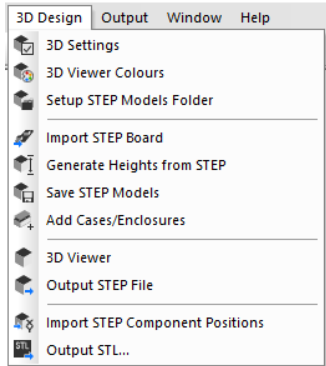 3D Design Output Window Help
3D Settings
3D Viewer Colours
Setup STEP Models Folder
Import STEP Board
Generate Heights from STEP
Save STEP Models
Add Cases/Enclosures
3D Viewer
Output STEP File
Import STEP Component Positions
STL Output STL...